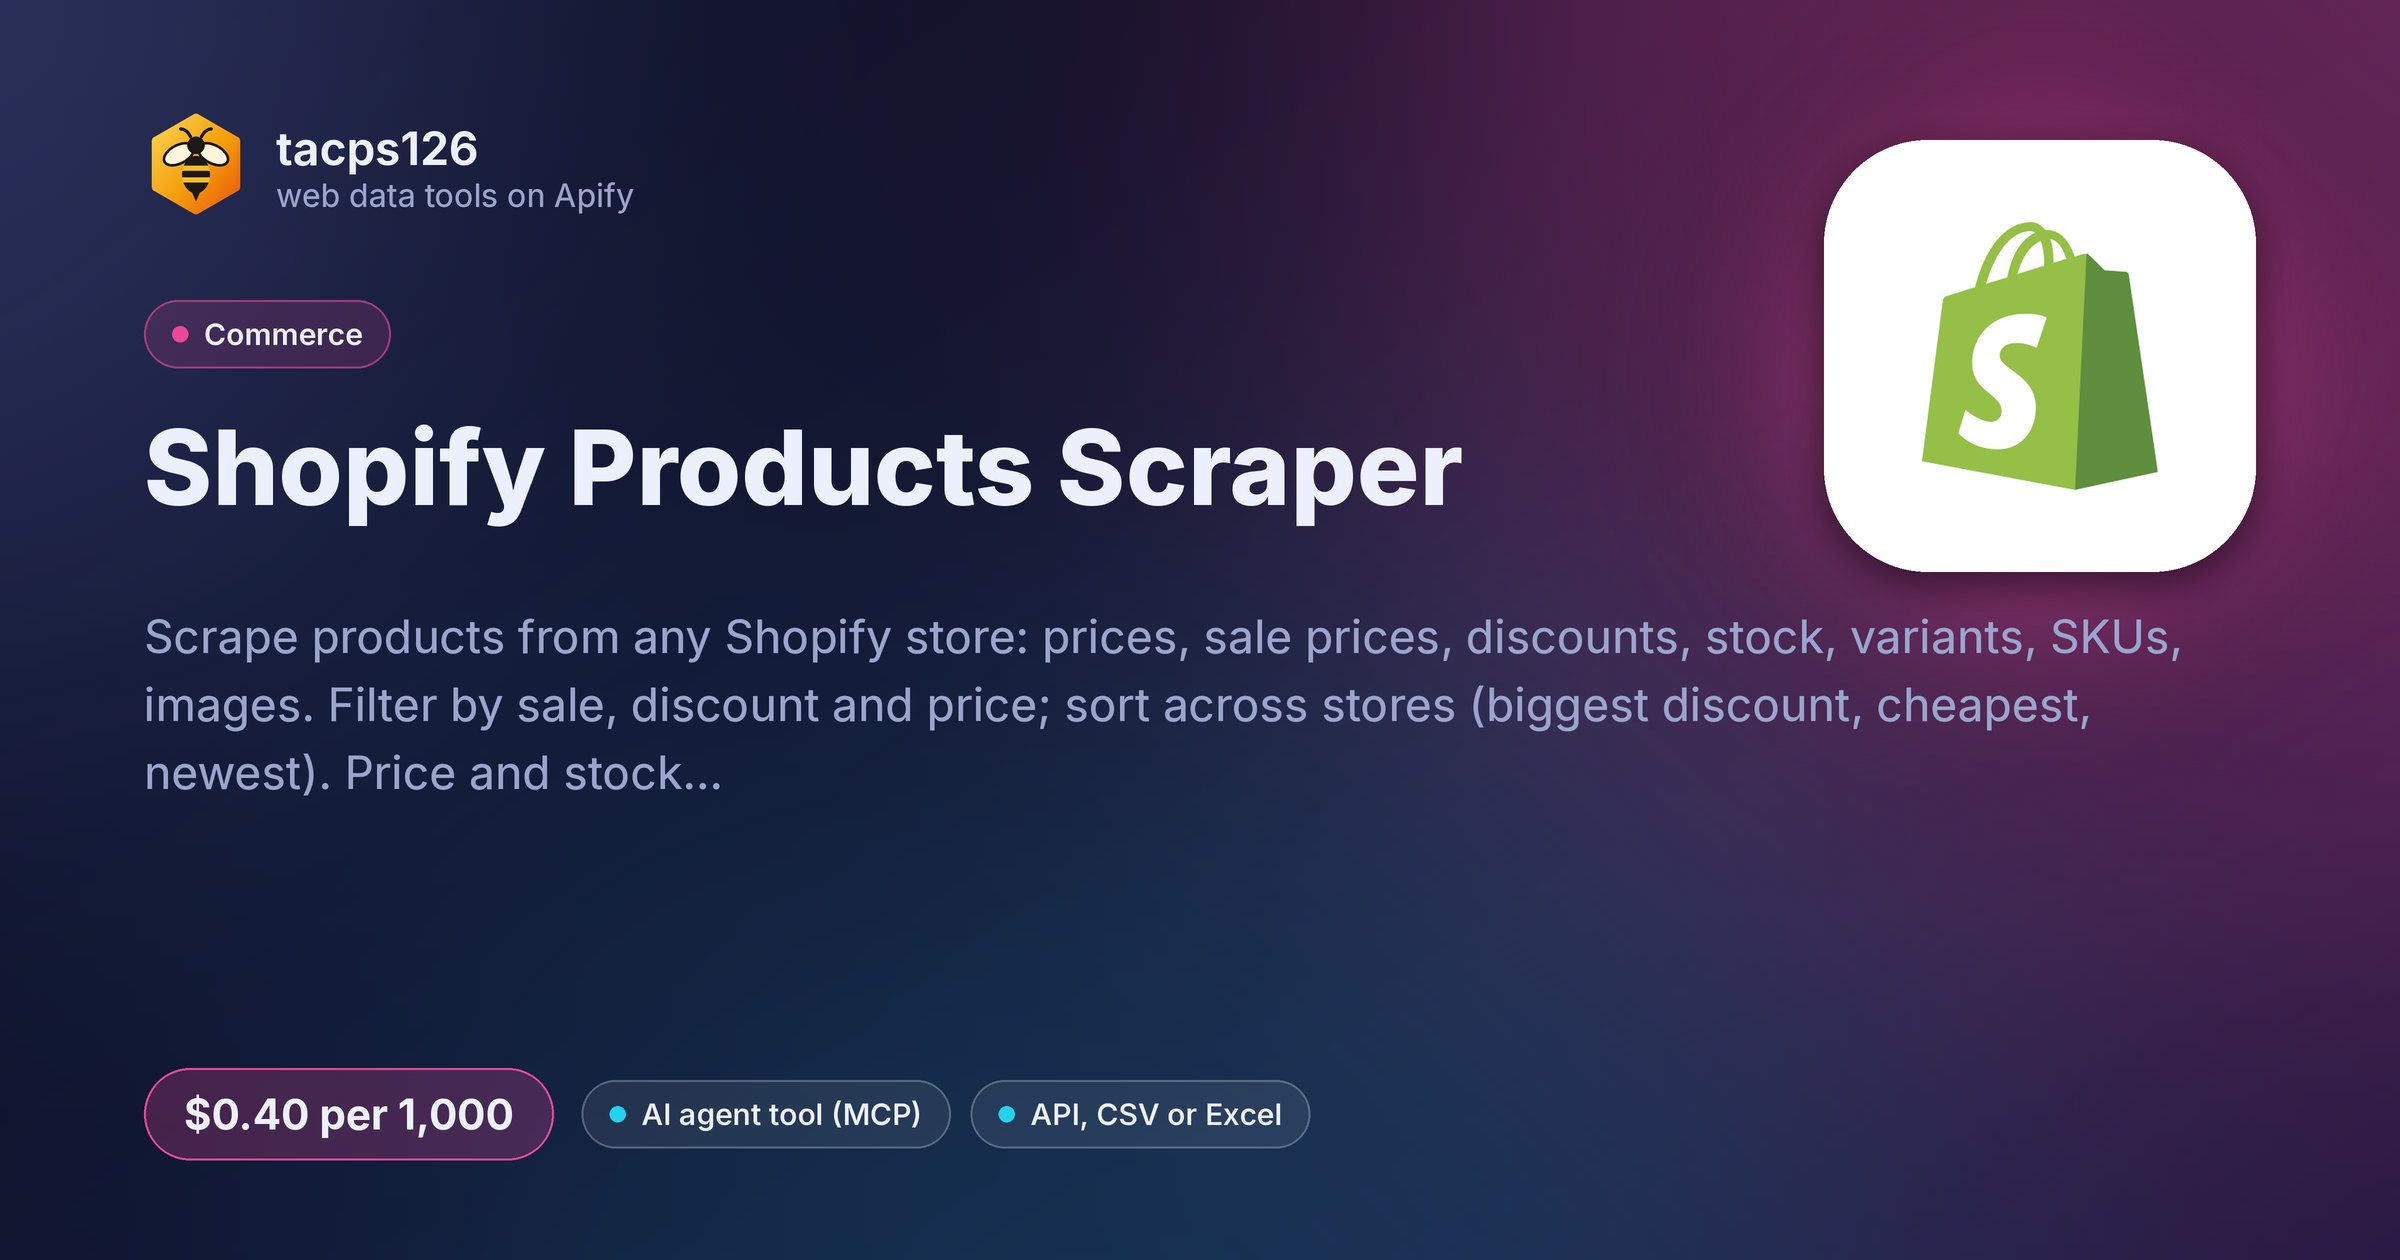 tacps126
web data tools on Apify
Commerce
Shopify Products Scraper
Scrape products from any Shopify store: prices, sale prices, discounts, stock, variants, SKUs,
images. Filter by sale, discount and price; sort across stores (biggest discount, cheapest,
newest). Price and stock...
$0.40 per 1,000
AI agent tool (MCP)
API, CSV or Excel
S